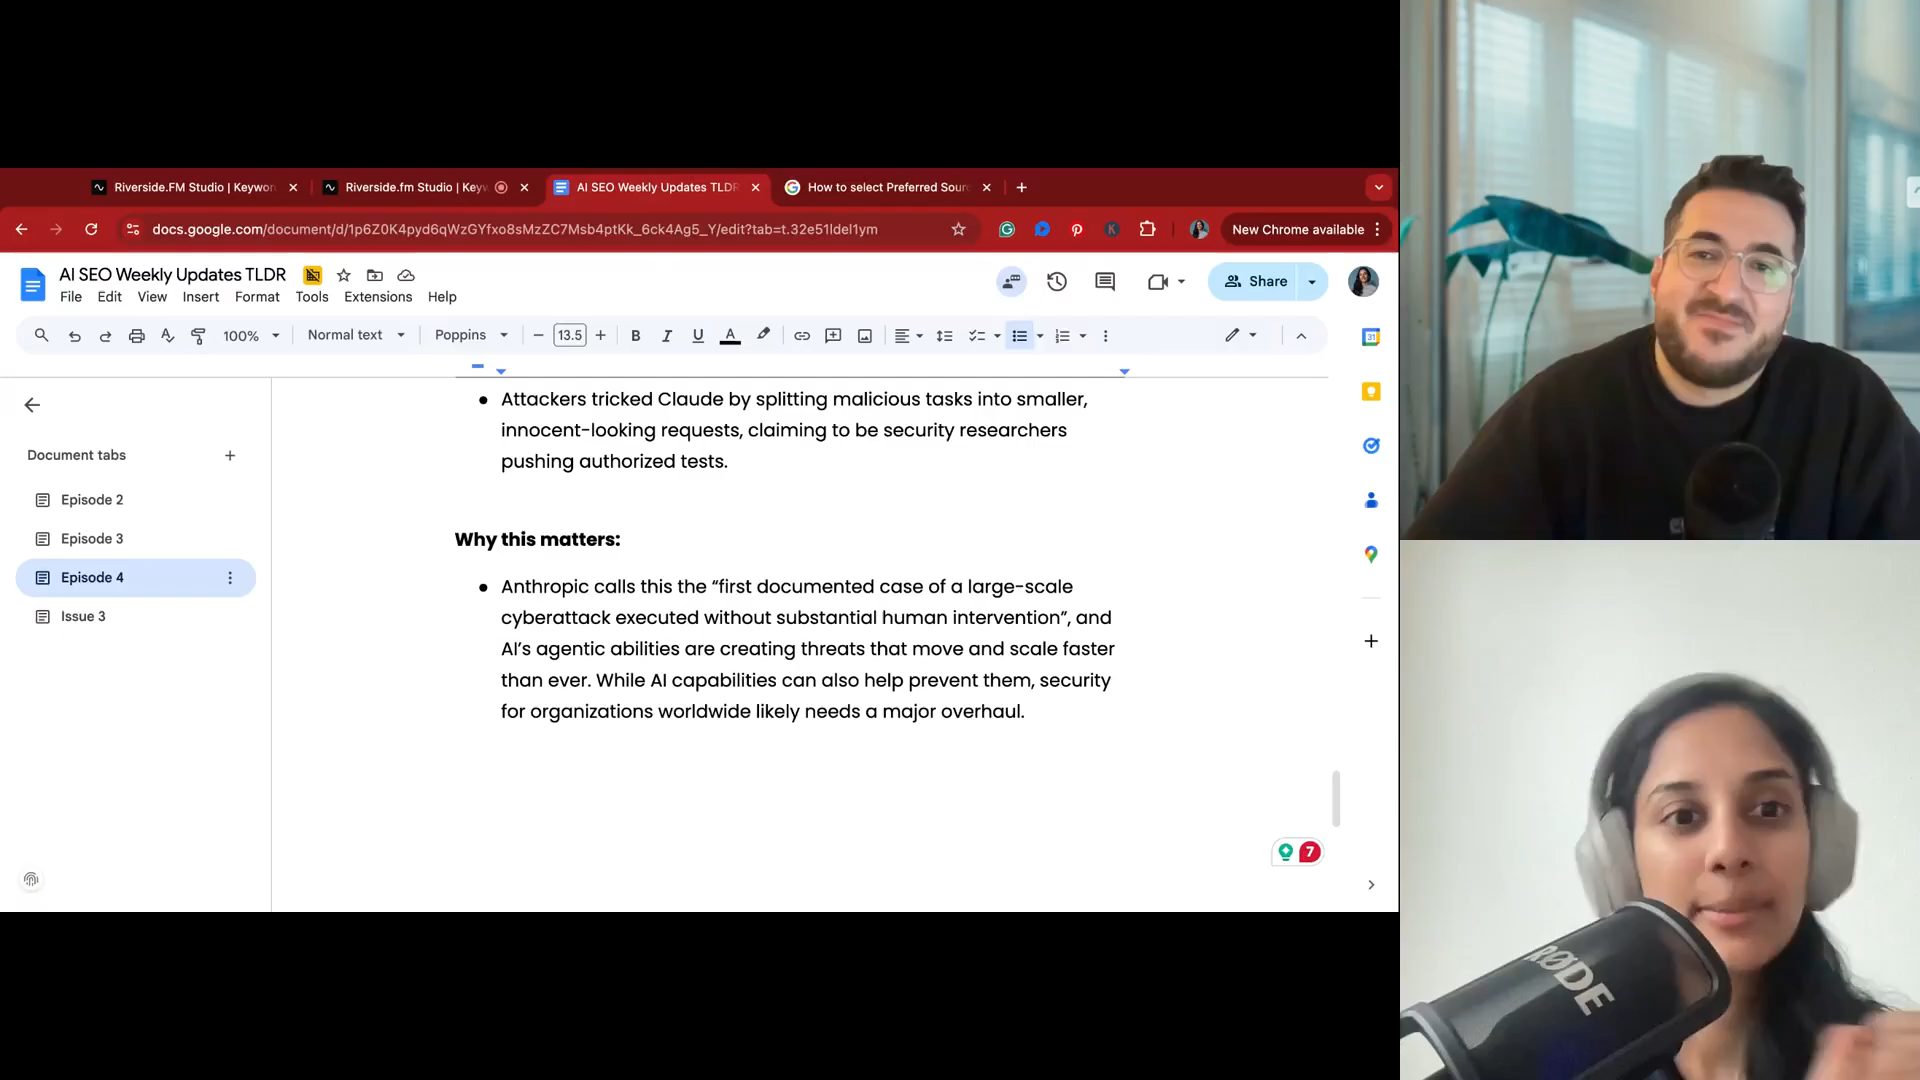 Riverside.FM Studio | Keywor
Riverside.fm Studio | Keyw
AI SEO Weekly Updates TLDR
How to select Preferred Sour
docs.google.com/document/d/1p6Z0K4pyd6qWzGYfxo8sMzZC7Msb4ptKk_6ck4Ag5_Y/edit?tab=t.32e51ldel1ym
New Chrome available
AI SEO Weekly Updates TLDR
File Edit View Insert Format Tools Extensions Help
Share
100% Normal text Poppins 13.5
Document tabs
Episode 2
Episode 3
Episode 4
Issue 3
Attackers tricked Claude by splitting malicious tasks into smaller,
innocent-looking requests, claiming to be security researchers
pushing authorized tests.
Why this matters:
Anthropic calls this the “first documented case of a large-scale
cyberattack executed without substantial human intervention”, and
AI’s agentic abilities are creating threats that move and scale faster
than ever. While AI capabilities can also help prevent them, security
for organizations worldwide likely needs a major overhaul.
7
31
RØDE